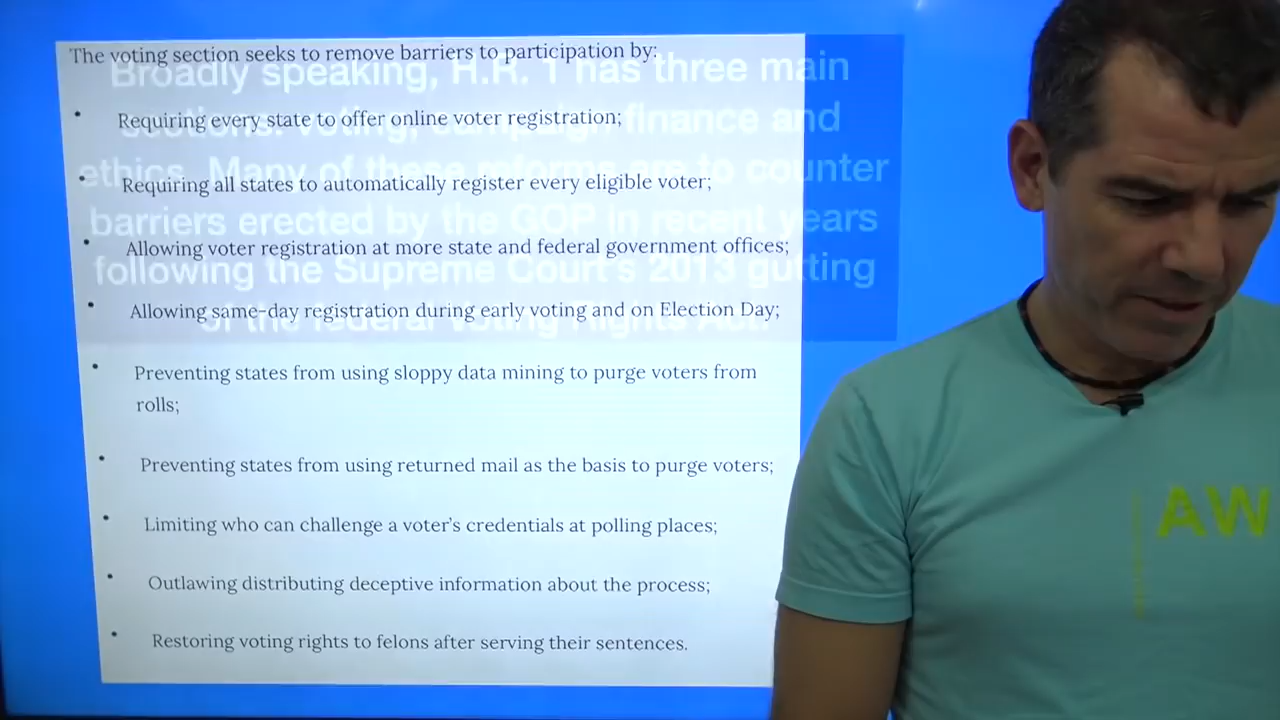 The voting section seeks to remove barriers to participation by:
Broadly speaking, H.R. 1 has three main
• Requiring every state to offer online voter registration;
sections: voting, campaign finance and
• Requiring all states to automatically register every eligible voter;
ethics. Many of these reforms are to counter
barriers erected by the GOP in recent years
• Allowing voter registration at more state and federal government offices;
following the Supreme Court's 2013 gutting
• Allowing same-day registration during early voting and on Election Day;
of the federal Voting Rights Act.
• Preventing states from using sloppy data mining to purge voters from
rolls;
• Preventing states from using returned mail as the basis to purge voters;
• Limiting who can challenge a voter's credentials at polling places;
• Outlawing distributing deceptive information about the process;
• Restoring voting rights to felons after serving their sentences.
AW